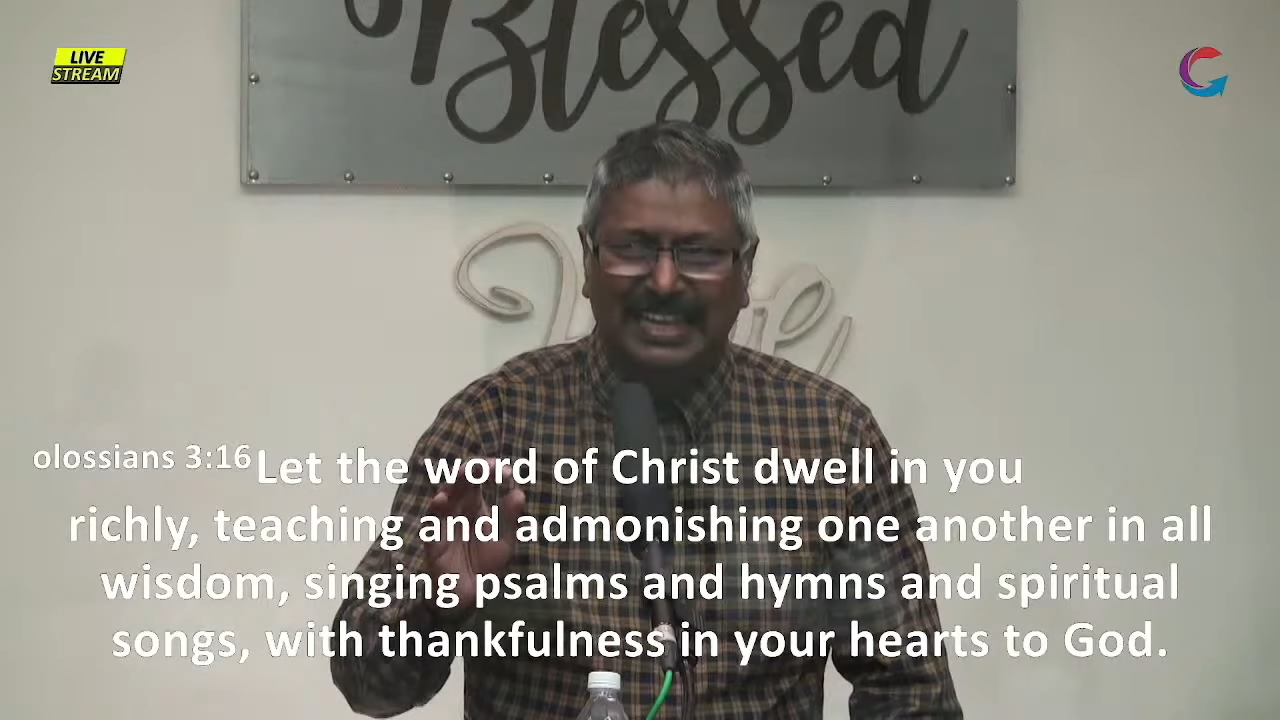 Blessed
LIVE
STREAM
olossians 3:16 Let the word of Christ dwell in you
richly, teaching and admonishing one another in all
wisdom, singing psalms and hymns and spiritual
songs, with thankfulness in your hearts to God.